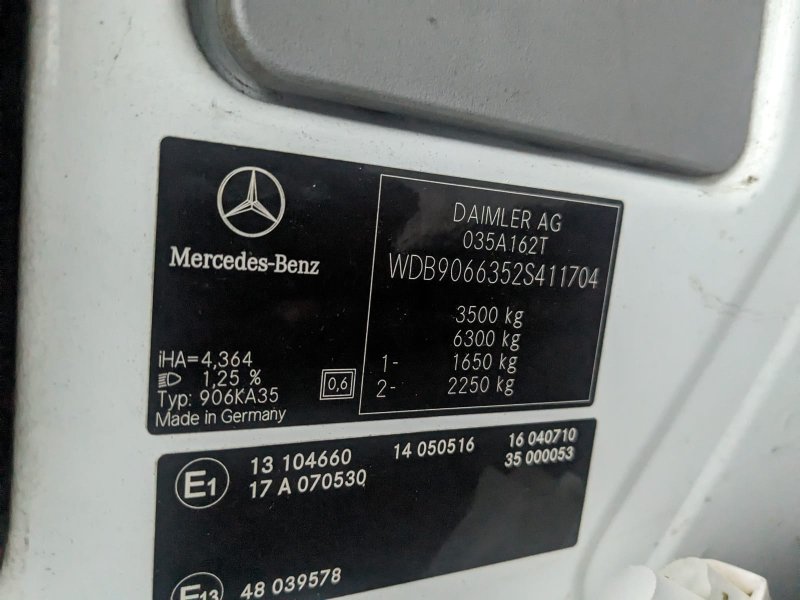 Mercedes-Benz
iHA=4,364
1,25 %
Typ: 906KA35
Made in Germany
0,6
DAIMLER AG
035A162T
WDB9066352S411704
3500 kg
6300 kg
1- 1650 kg
2- 2250 kg
E1
13 104660 14 050516 16 040710
17 A 070530 35 000053
E13
48 039578